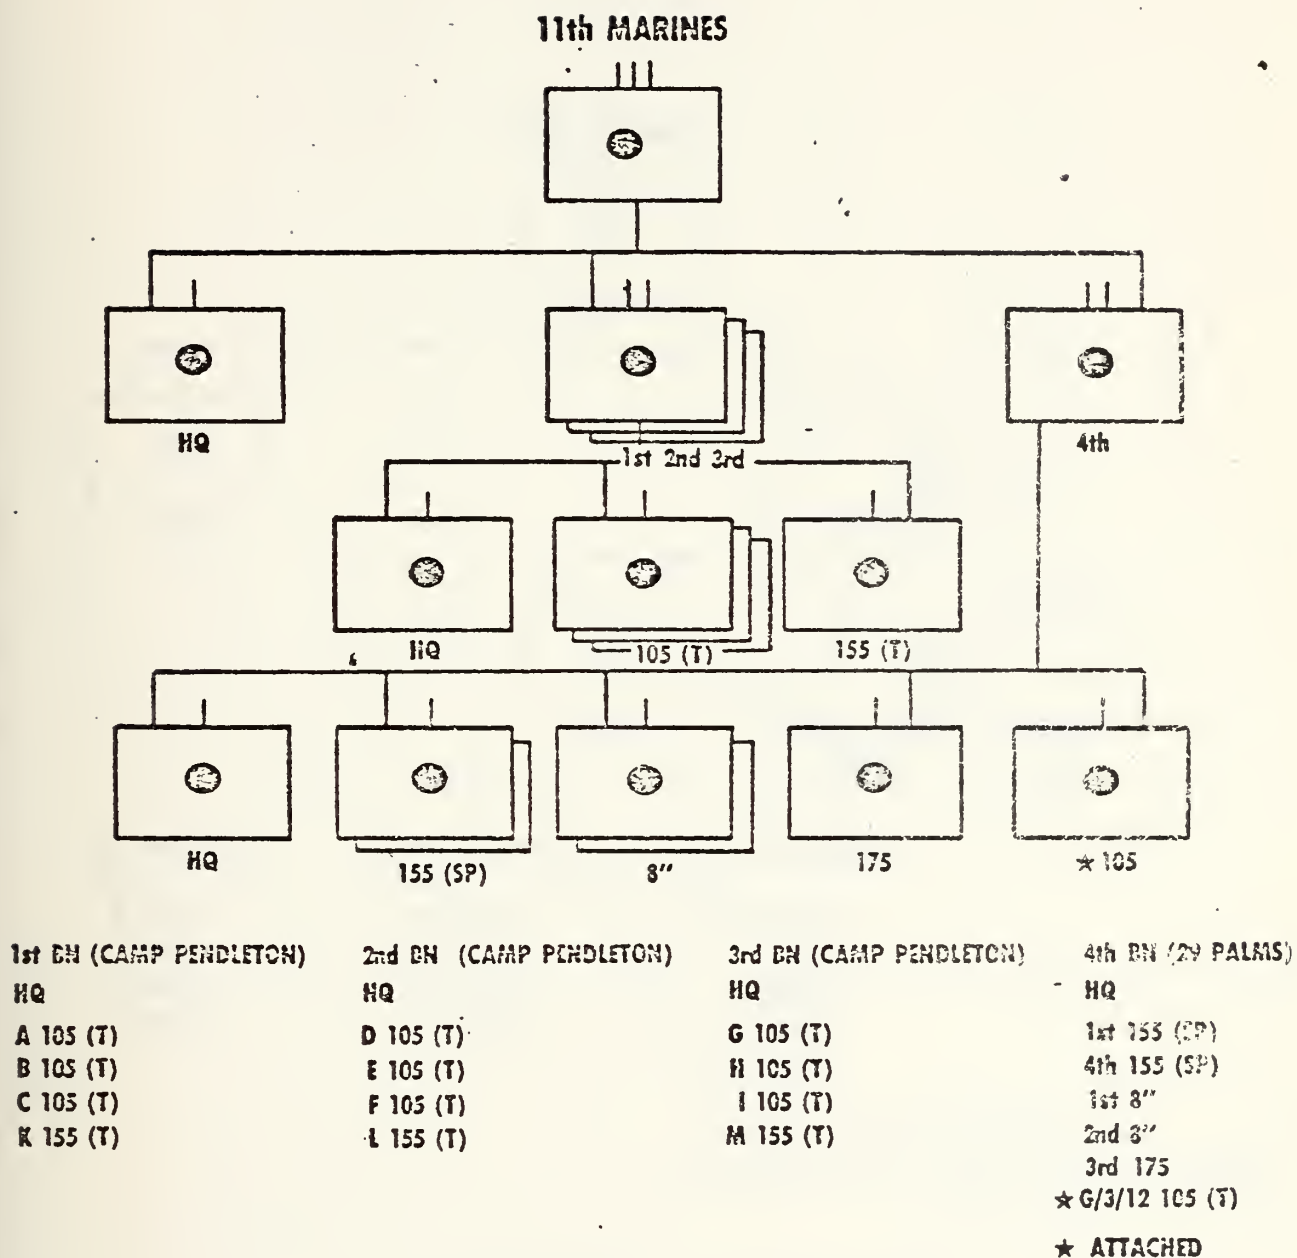 11th MARINES
HQ
1st 2nd 3rd
4th
HQ
105 (T)
155 (T)
HQ
155 (SP)
8"
175
★ 105
1st BN (CAMP PENDLETON)
HQ
A 105 (T)
B 105 (T)
C 105 (T)
K 155 (T)
2nd BN (CAMP PENDLETON)
HQ
D 105 (T)
E 105 (T)
F 105 (T)
L 155 (T)
3rd BN (CAMP PENDLETON)
HQ
G 105 (T)
H 105 (T)
I 105 (T)
M 155 (T)
4th BN (29 PALMS)
HQ
1st 155 (SP)
4th 155 (SP)
1st 8"
2nd 8"
3rd 175
★ G/3/12 105 (T)
★ ATTACHED